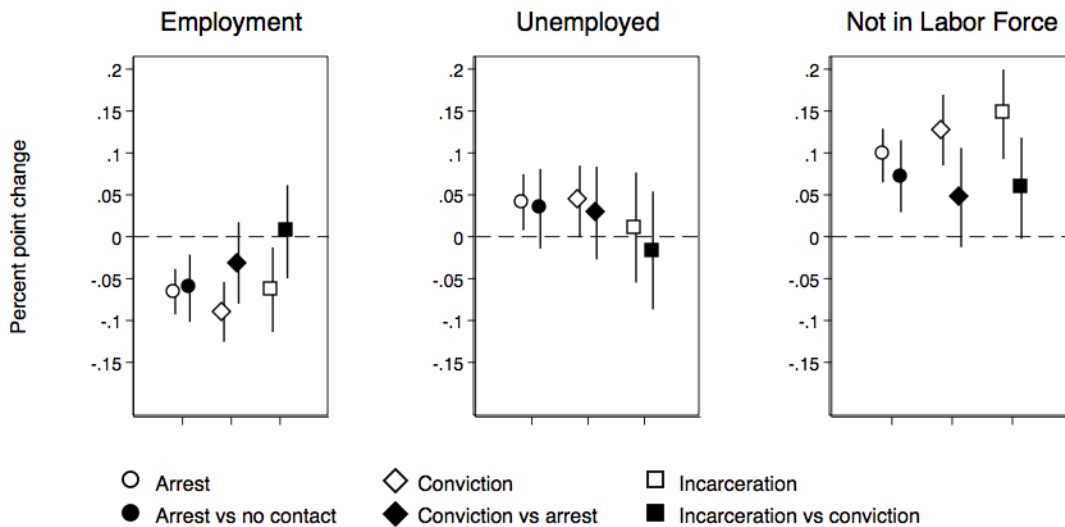 Employment
Unemployed
Not in Labor Force
Percent point change
.2
.15
.1
.05
0
-.05
-.1
-.15
.2
.15
.1
.05
0
-.05
-.1
-.15
.2
.15
.1
.05
0
-.05
-.1
-.15
Arrest
Conviction
Incarceration
Arrest vs no contact
Conviction vs arrest
Incarceration vs conviction